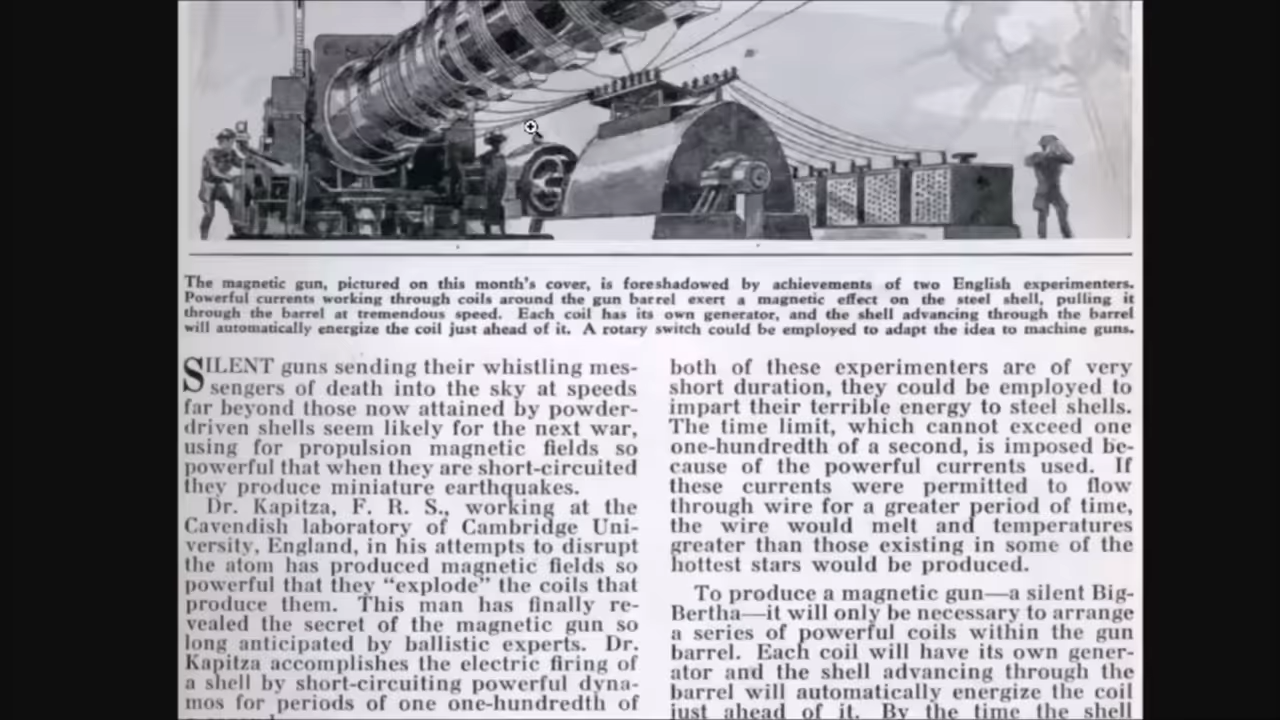 The magnetic gun, pictured on this month's cover, is foreshadowed by achievements of two English experimenters.
Powerful currents working through coils around the gun barrel exert a magnetic effect on the steel shell, pulling it
through the barrel at tremendous speed. Each coil has its own generator, and the shell advancing through the barrel
will automatically energize the coil just ahead of it. A rotary switch could be employed to adapt the idea to machine guns.
SILENT guns sending their whistling mes-
sengers of death into the sky at speeds
far beyond those now attained by powder-
driven shells seem likely for the next war,
using for propulsion magnetic fields so
powerful that when they are short-circuited
they produce miniature earthquakes.
Dr. Kapitza, F. R. S., working at the
Cavendish laboratory of Cambridge Uni-
versity, England, in his attempts to disrupt
the atom has produced magnetic fields so
powerful that they “explode” the coils that
produce them. This man has finally re-
vealed the secret of the magnetic gun so
long anticipated by ballistic experts. Dr.
Kapitza accomplishes the electric firing of
a shell by short-circuiting powerful dyna-
mos for periods of one one-hundredth of
both of these experimenters are of very
short duration, they could be employed to
impart their terrible energy to steel shells.
The time limit, which cannot exceed one
one-hundredth of a second, is imposed be-
cause of the powerful currents used. If
these currents were permitted to flow
through wire for a greater period of time,
the wire would melt and temperatures
greater than those existing in some of the
hottest stars would be produced.
To produce a magnetic gun—a silent Big-
Bertha—it will only be necessary to arrange
a series of powerful coils within the gun
barrel. Each coil will have its own gener-
ator and the shell advancing through the
barrel will automatically energize the coil
just ahead of it. By the time the shell